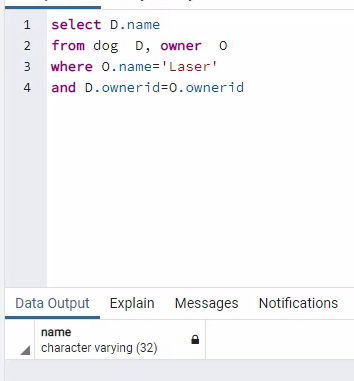 1 select D.name
2 from dog  D, owner  O
3 where O.name='Laser'
4 and D.ownerid=O.ownerid
Data Output Explain Messages Notifications
name
character varying (32)